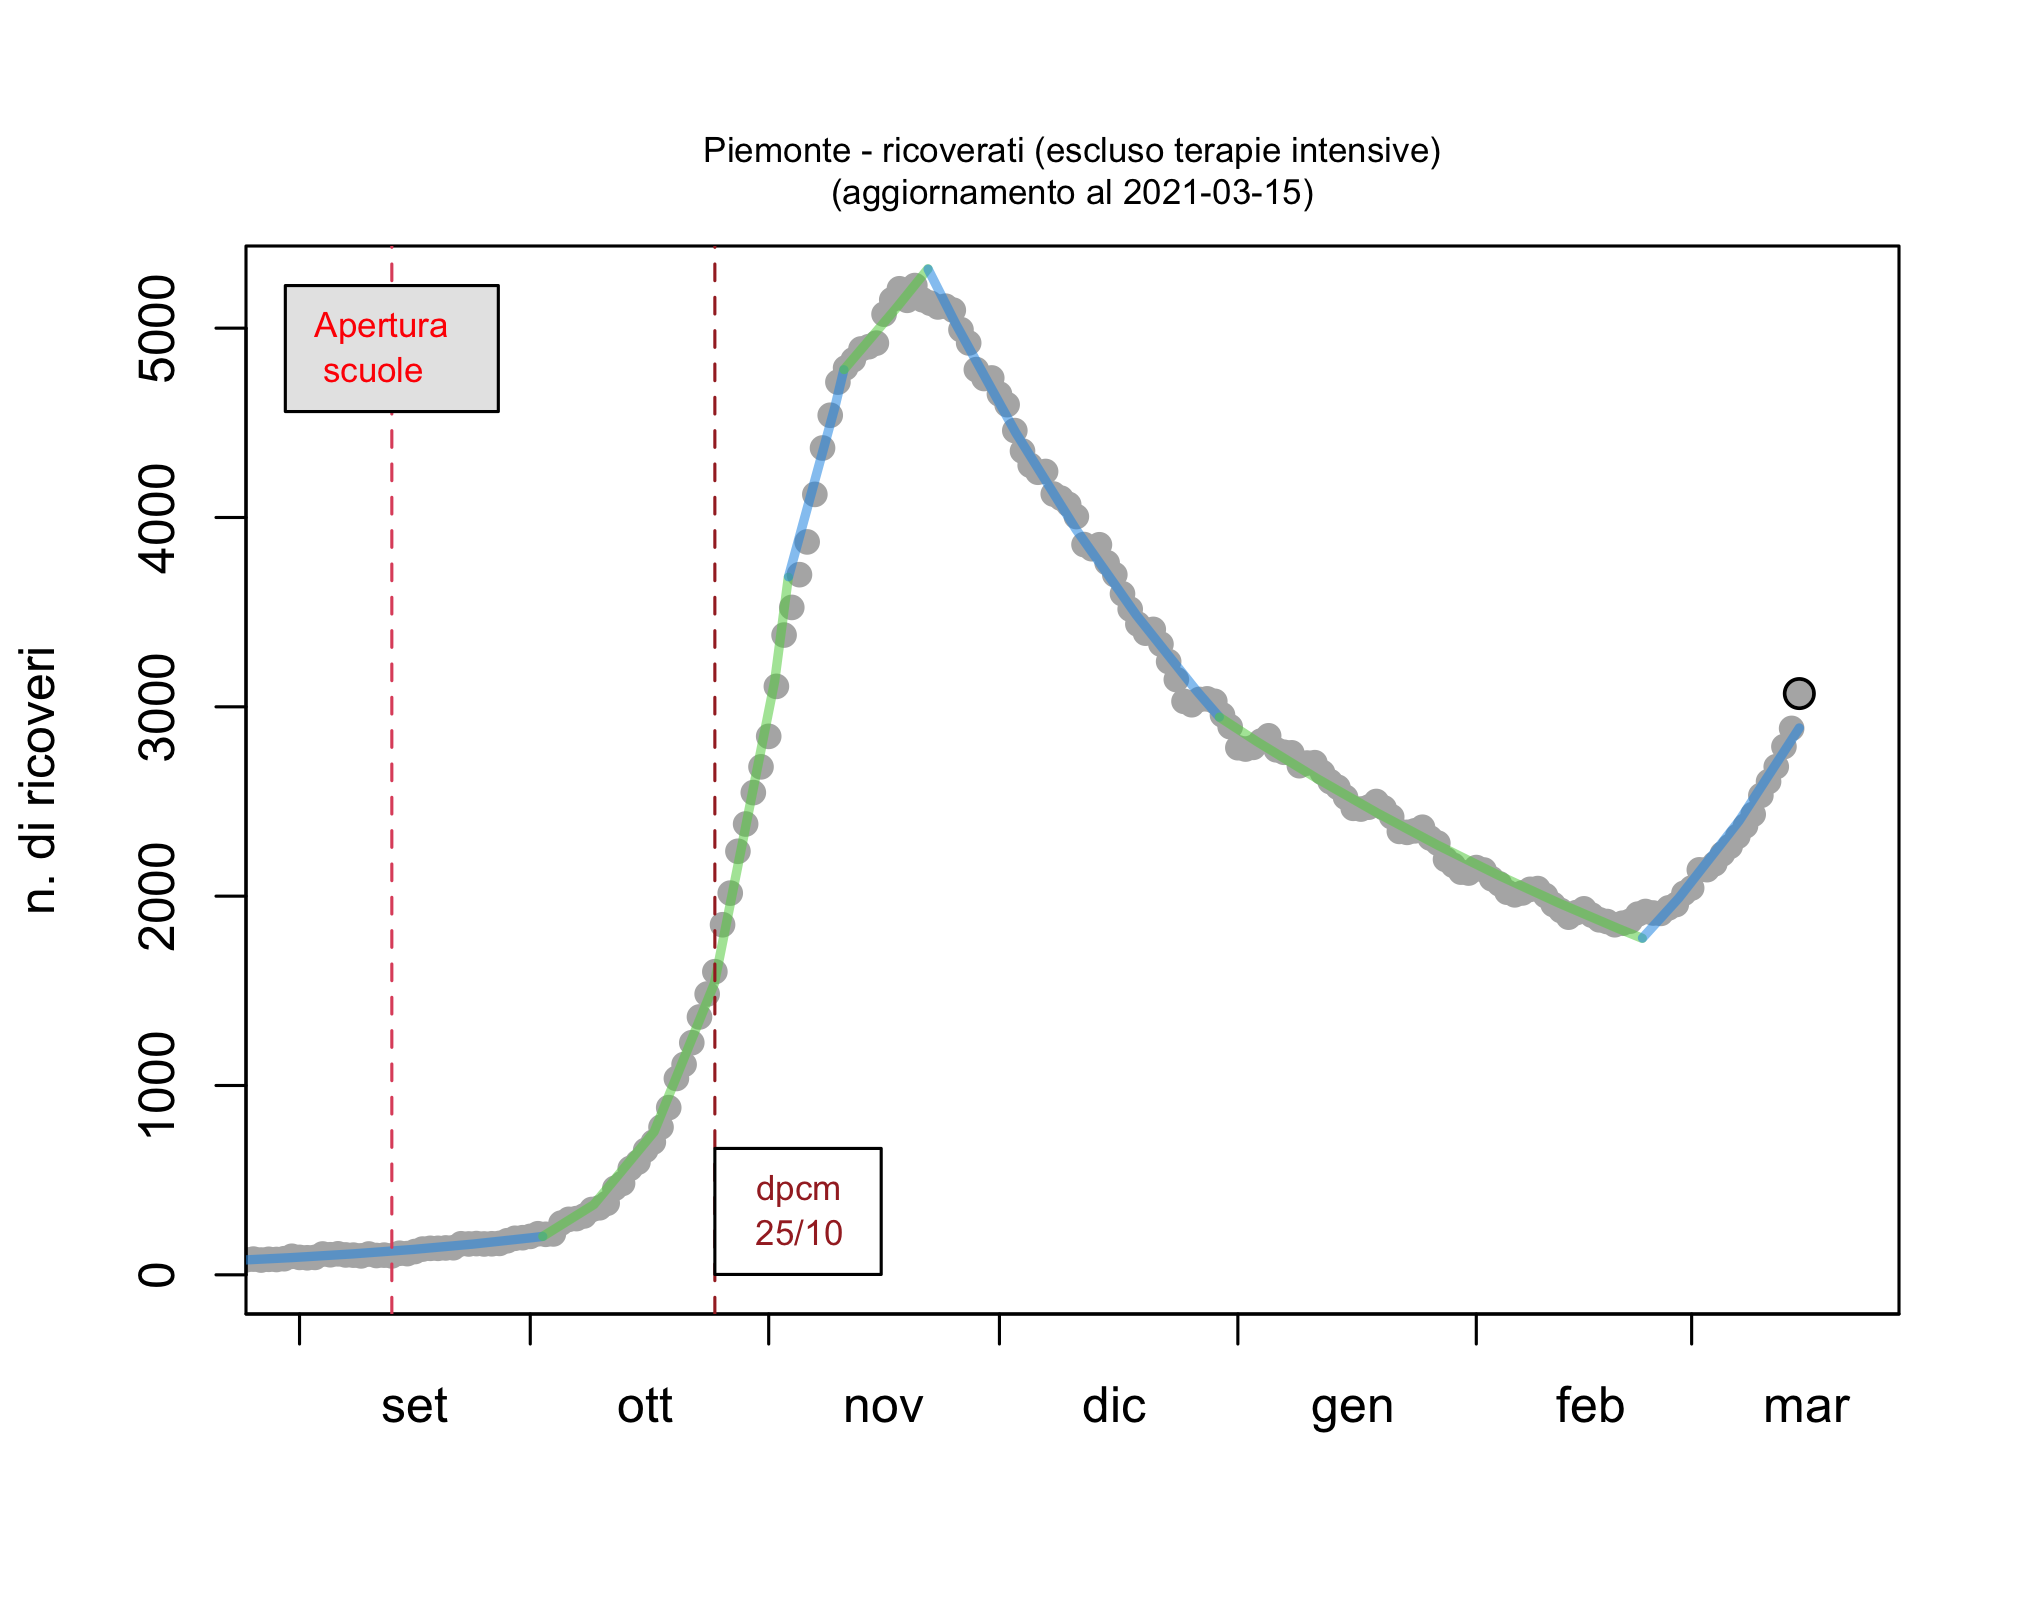 Piemonte - ricoverati (escluso terapie intensive)
(aggiornamento al 2021-03-15)
n. di ricoveri
5000
4000
3000
2000
1000
0
Apertura
scuole
dpcm
25/10
set ott nov dic gen feb mar